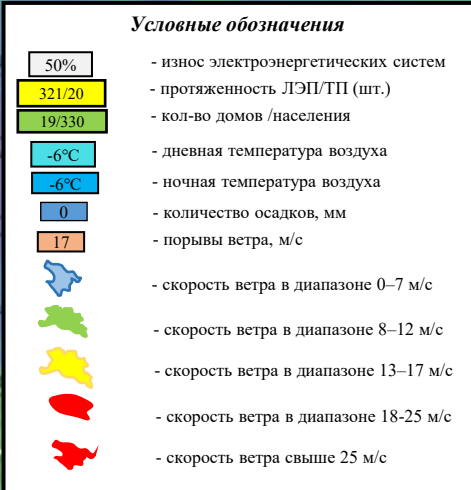 Условные обозначения
50% - износ электроэнергетических систем
321/20 - протяженность ЛЭП/ТП (шт.)
19/330 - кол-во домов /населения
-6°С - дневная температура воздуха
-6°С - ночная температура воздуха
0 - количество осадков, мм
17 - порывы ветра, м/с
- скорость ветра в диапазоне 0–7 м/с
- скорость ветра в диапазоне 8–12 м/с
- скорость ветра в диапазоне 13–17 м/с
- скорость ветра в диапазоне 18-25 м/с
- скорость ветра свыше 25 м/с